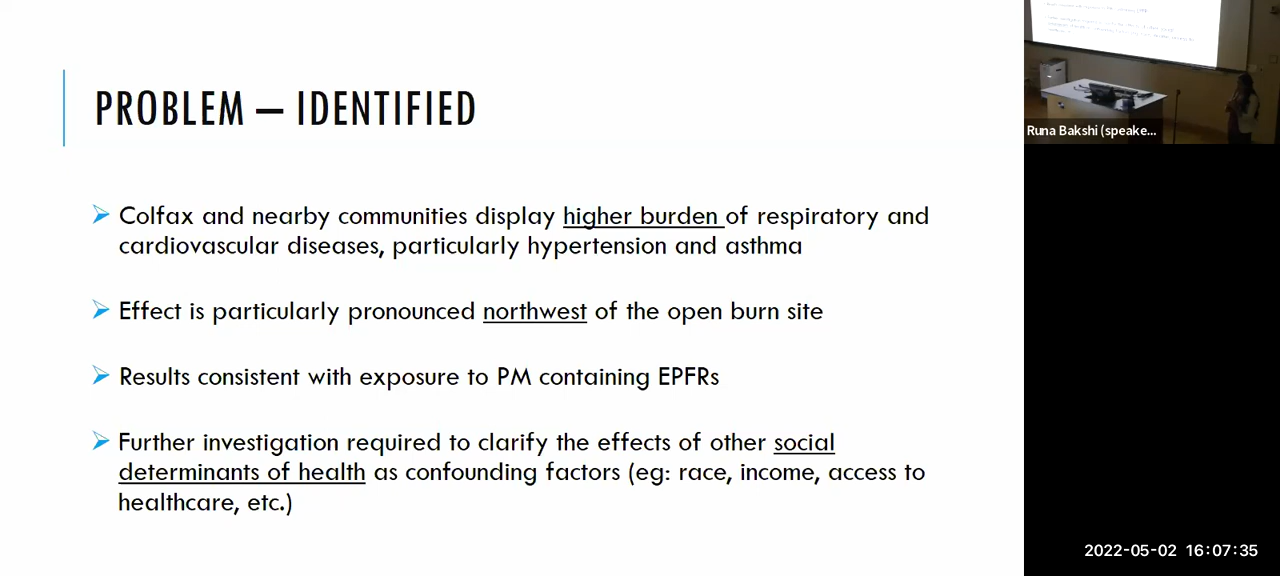 PROBLEM – IDENTIFIED
Colfax and nearby communities display higher burden of respiratory and
cardiovascular diseases, particularly hypertension and asthma
Effect is particularly pronounced northwest of the open burn site
Results consistent with exposure to PM containing EPFRs
Further investigation required to clarify the effects of other social
determinants of health as confounding factors (eg: race, income, access to
healthcare, etc.)
Runa Bakshi (speake...
2022-05-02 16:07:35